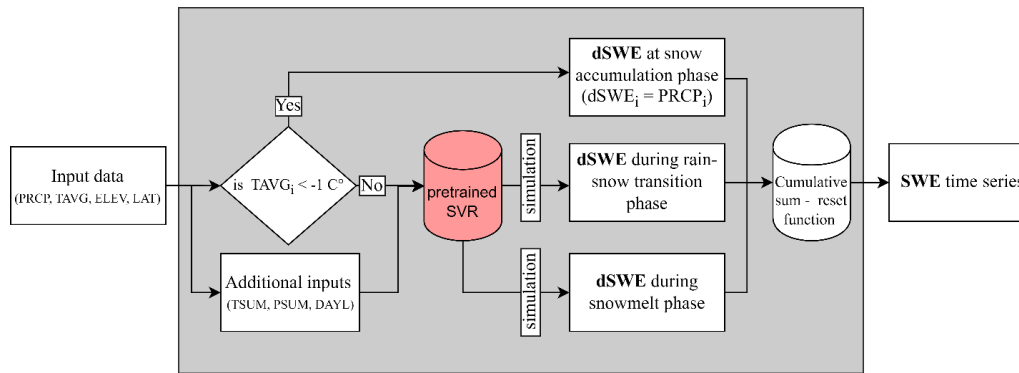 Input data
(PRCP, TAVG, ELEV, LAT)
is TAVGi < -1 C°
Yes
No
Additional inputs
(TSUM, PSUM, DAYL)
pretrained
SVR
simulation
simulation
dSWE at snow
accumulation phase
(dSWEi = PRCPi)
dSWE during rain-
snow transition
phase
dSWE during
snowmelt phase
Cumulative
sum - reset
function
SWE time series